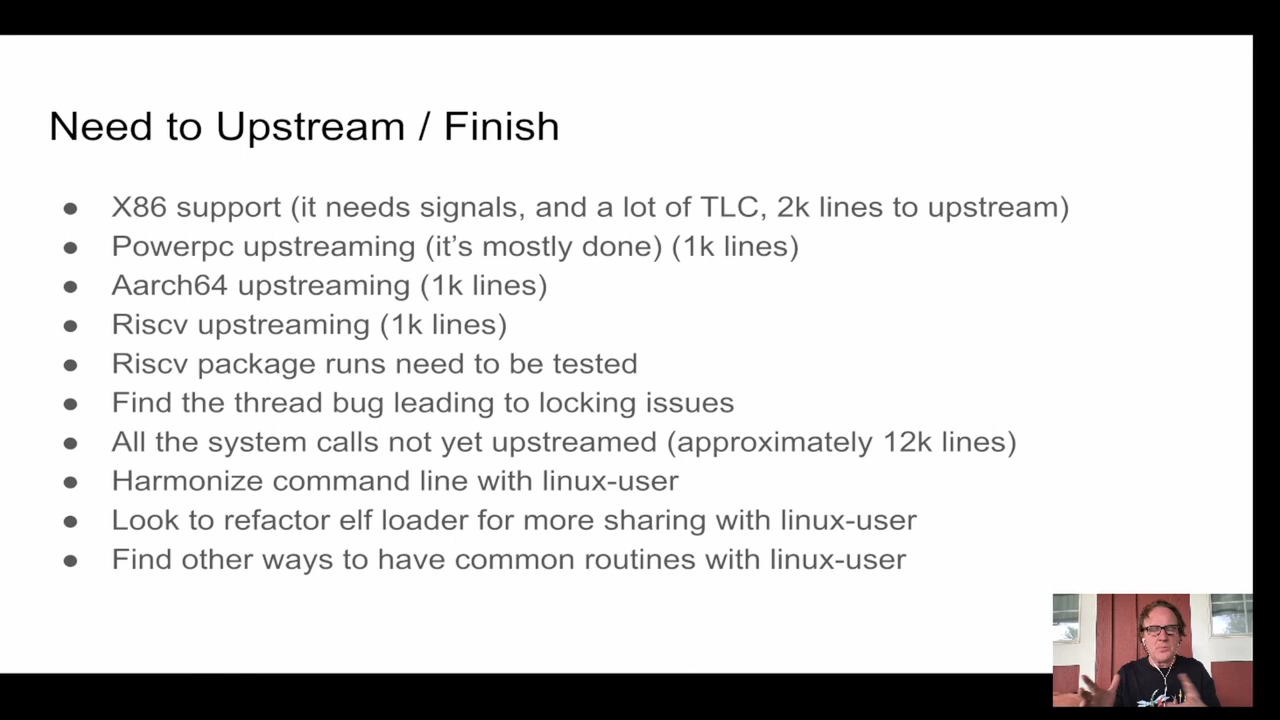 Need to Upstream / Finish
● X86 support (it needs signals, and a lot of TLC, 2k lines to upstream)
● Powerpc upstreaming (it’s mostly done) (1k lines)
● Aarch64 upstreaming (1k lines)
● Riscv upstreaming (1k lines)
● Riscv package runs need to be tested
● Find the thread bug leading to locking issues
● All the system calls not yet upstreamed (approximately 12k lines)
● Harmonize command line with linux-user
● Look to refactor elf loader for more sharing with linux-user
● Find other ways to have common routines with linux-user